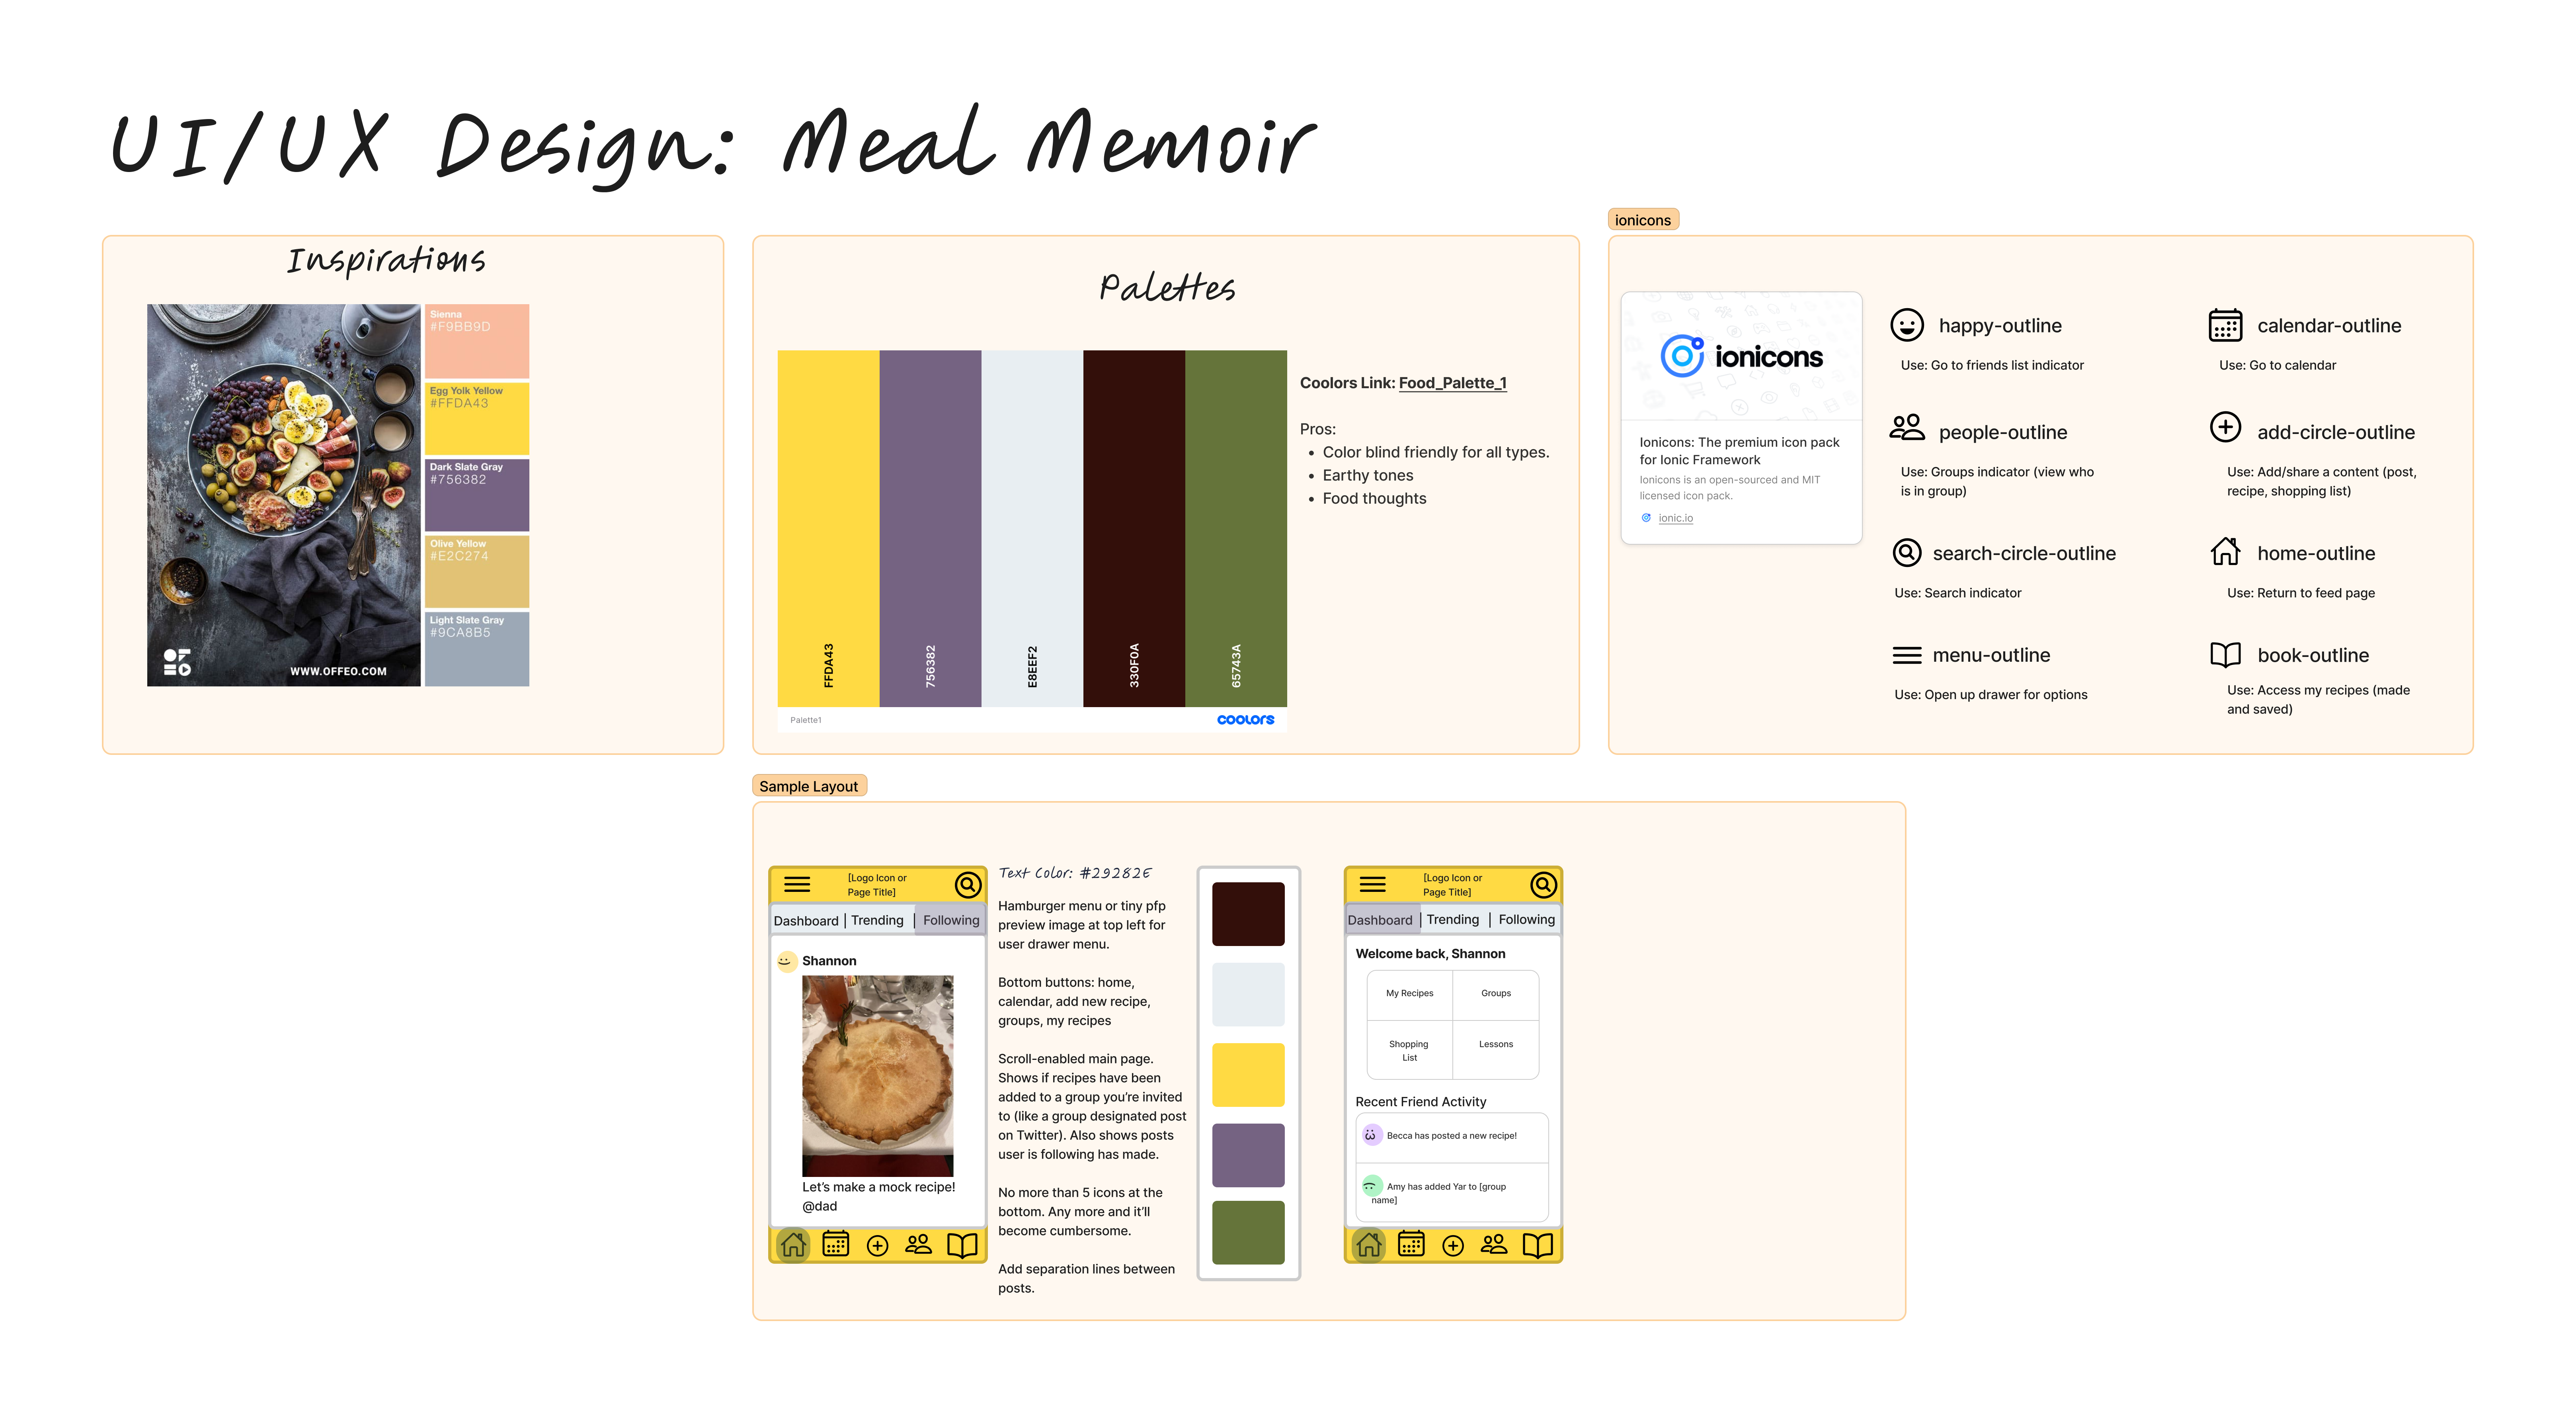 UI/UX Design: Meal Memoir
Inspirations
Sienna
#F9BB9D
Egg Yolk Yellow
#FFDA43
Dark Slate Gray
#756382
Olive Yellow
#E2C274
Light Slate Gray
#9CA8B5
WWW.OFFEO.COM
Palettes
FFDA43
756382
E8EEF2
330F0A
65743A
Palette1
coolors
Coolors Link: Food_Palette_1
Pros:
• Color blind friendly for all types.
• Earthy tones
• Food thoughts
ionicons
ionicons
Ionicons: The premium icon pack
for Ionic Framework
Ionicons is an open-sourced and MIT
licensed icon pack.
ionic.io
happy-outline
Use: Go to friends list indicator
people-outline
Use: Groups indicator (view who
is in group)
search-circle-outline
Use: Search indicator
menu-outline
Use: Open up drawer for options
calendar-outline
Use: Go to calendar
add-circle-outline
Use: Add/share a content (post,
recipe, shopping list)
home-outline
Use: Return to feed page
book-outline
Use: Access my recipes (made
and saved)
Sample Layout
[Logo Icon or
Page Title]
Dashboard | Trending | Following
Shannon
Let's make a mock recipe!
@dad
Text Color: #29282E
Hamburger menu or tiny pfp
preview image at top left for
user drawer menu.
Bottom buttons: home,
calendar, add new recipe,
groups, my recipes
Scroll-enabled main page.
Shows if recipes have been
added to a group you're invited
to (like a group designated post
on Twitter). Also shows posts
user is following has made.
No more than 5 icons at the
bottom. Any more and it'll
become cumbersome.
Add separation lines between
posts.
[Logo Icon or
Page Title]
Dashboard | Trending | Following
Welcome back, Shannon
My Recipes
Groups
Shopping
List
Lessons
Recent Friend Activity
Becca has posted a new recipe!
Amy has added Yar to [group
name]